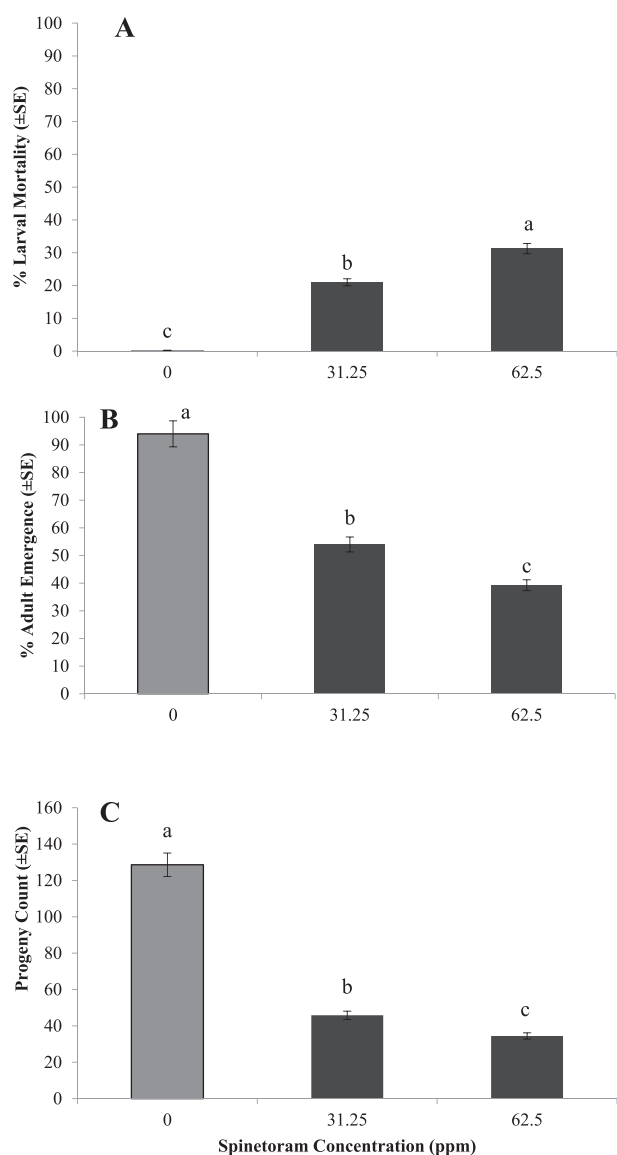 A
% Larval Mortality (±SE)
100
90
80
70
60
50
40
30
20
10
0
c
b
a
0 31.25 62.5
B
% Adult Emergence (±SE)
100
90
80
70
60
50
40
30
20
10
0
a
b
c
0 31.25 62.5
C
Progeny Count (±SE)
160
140
120
100
80
60
40
20
0
a
b
c
0 31.25 62.5
Spinetoram Concentration (ppm)